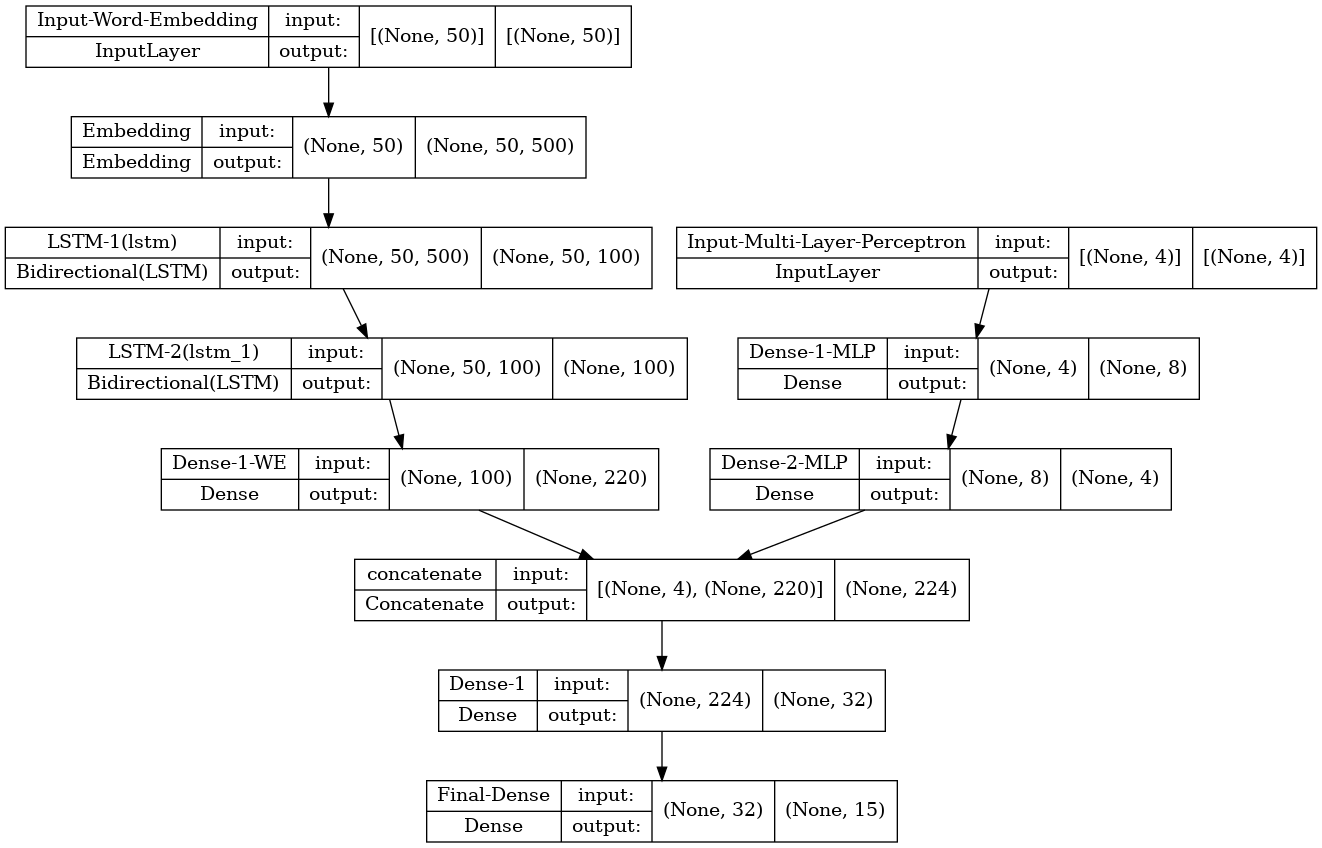 Input-Word-Embedding input: [(None, 50)] [(None, 50)]
InputLayer output:
Embedding input: (None, 50) (None, 50, 500)
Embedding output:
LSTM-1(lstm) input: (None, 50, 500) (None, 50, 100)
Bidirectional(LSTM) output:
Input-Multi-Layer-Perceptron input: [(None, 4)] [(None, 4)]
InputLayer output:
LSTM-2(lstm_1) input: (None, 50, 100) (None, 100)
Bidirectional(LSTM) output:
Dense-1-MLP input: (None, 4) (None, 8)
Dense output:
Dense-1-WE input: (None, 100) (None, 220)
Dense output:
Dense-2-MLP input: (None, 8) (None, 4)
Dense output:
concatenate input: [(None, 4), (None, 220)] (None, 224)
Concatenate output:
Dense-1 input: (None, 224) (None, 32)
Dense output:
Final-Dense input: (None, 32) (None, 15)
Dense output: